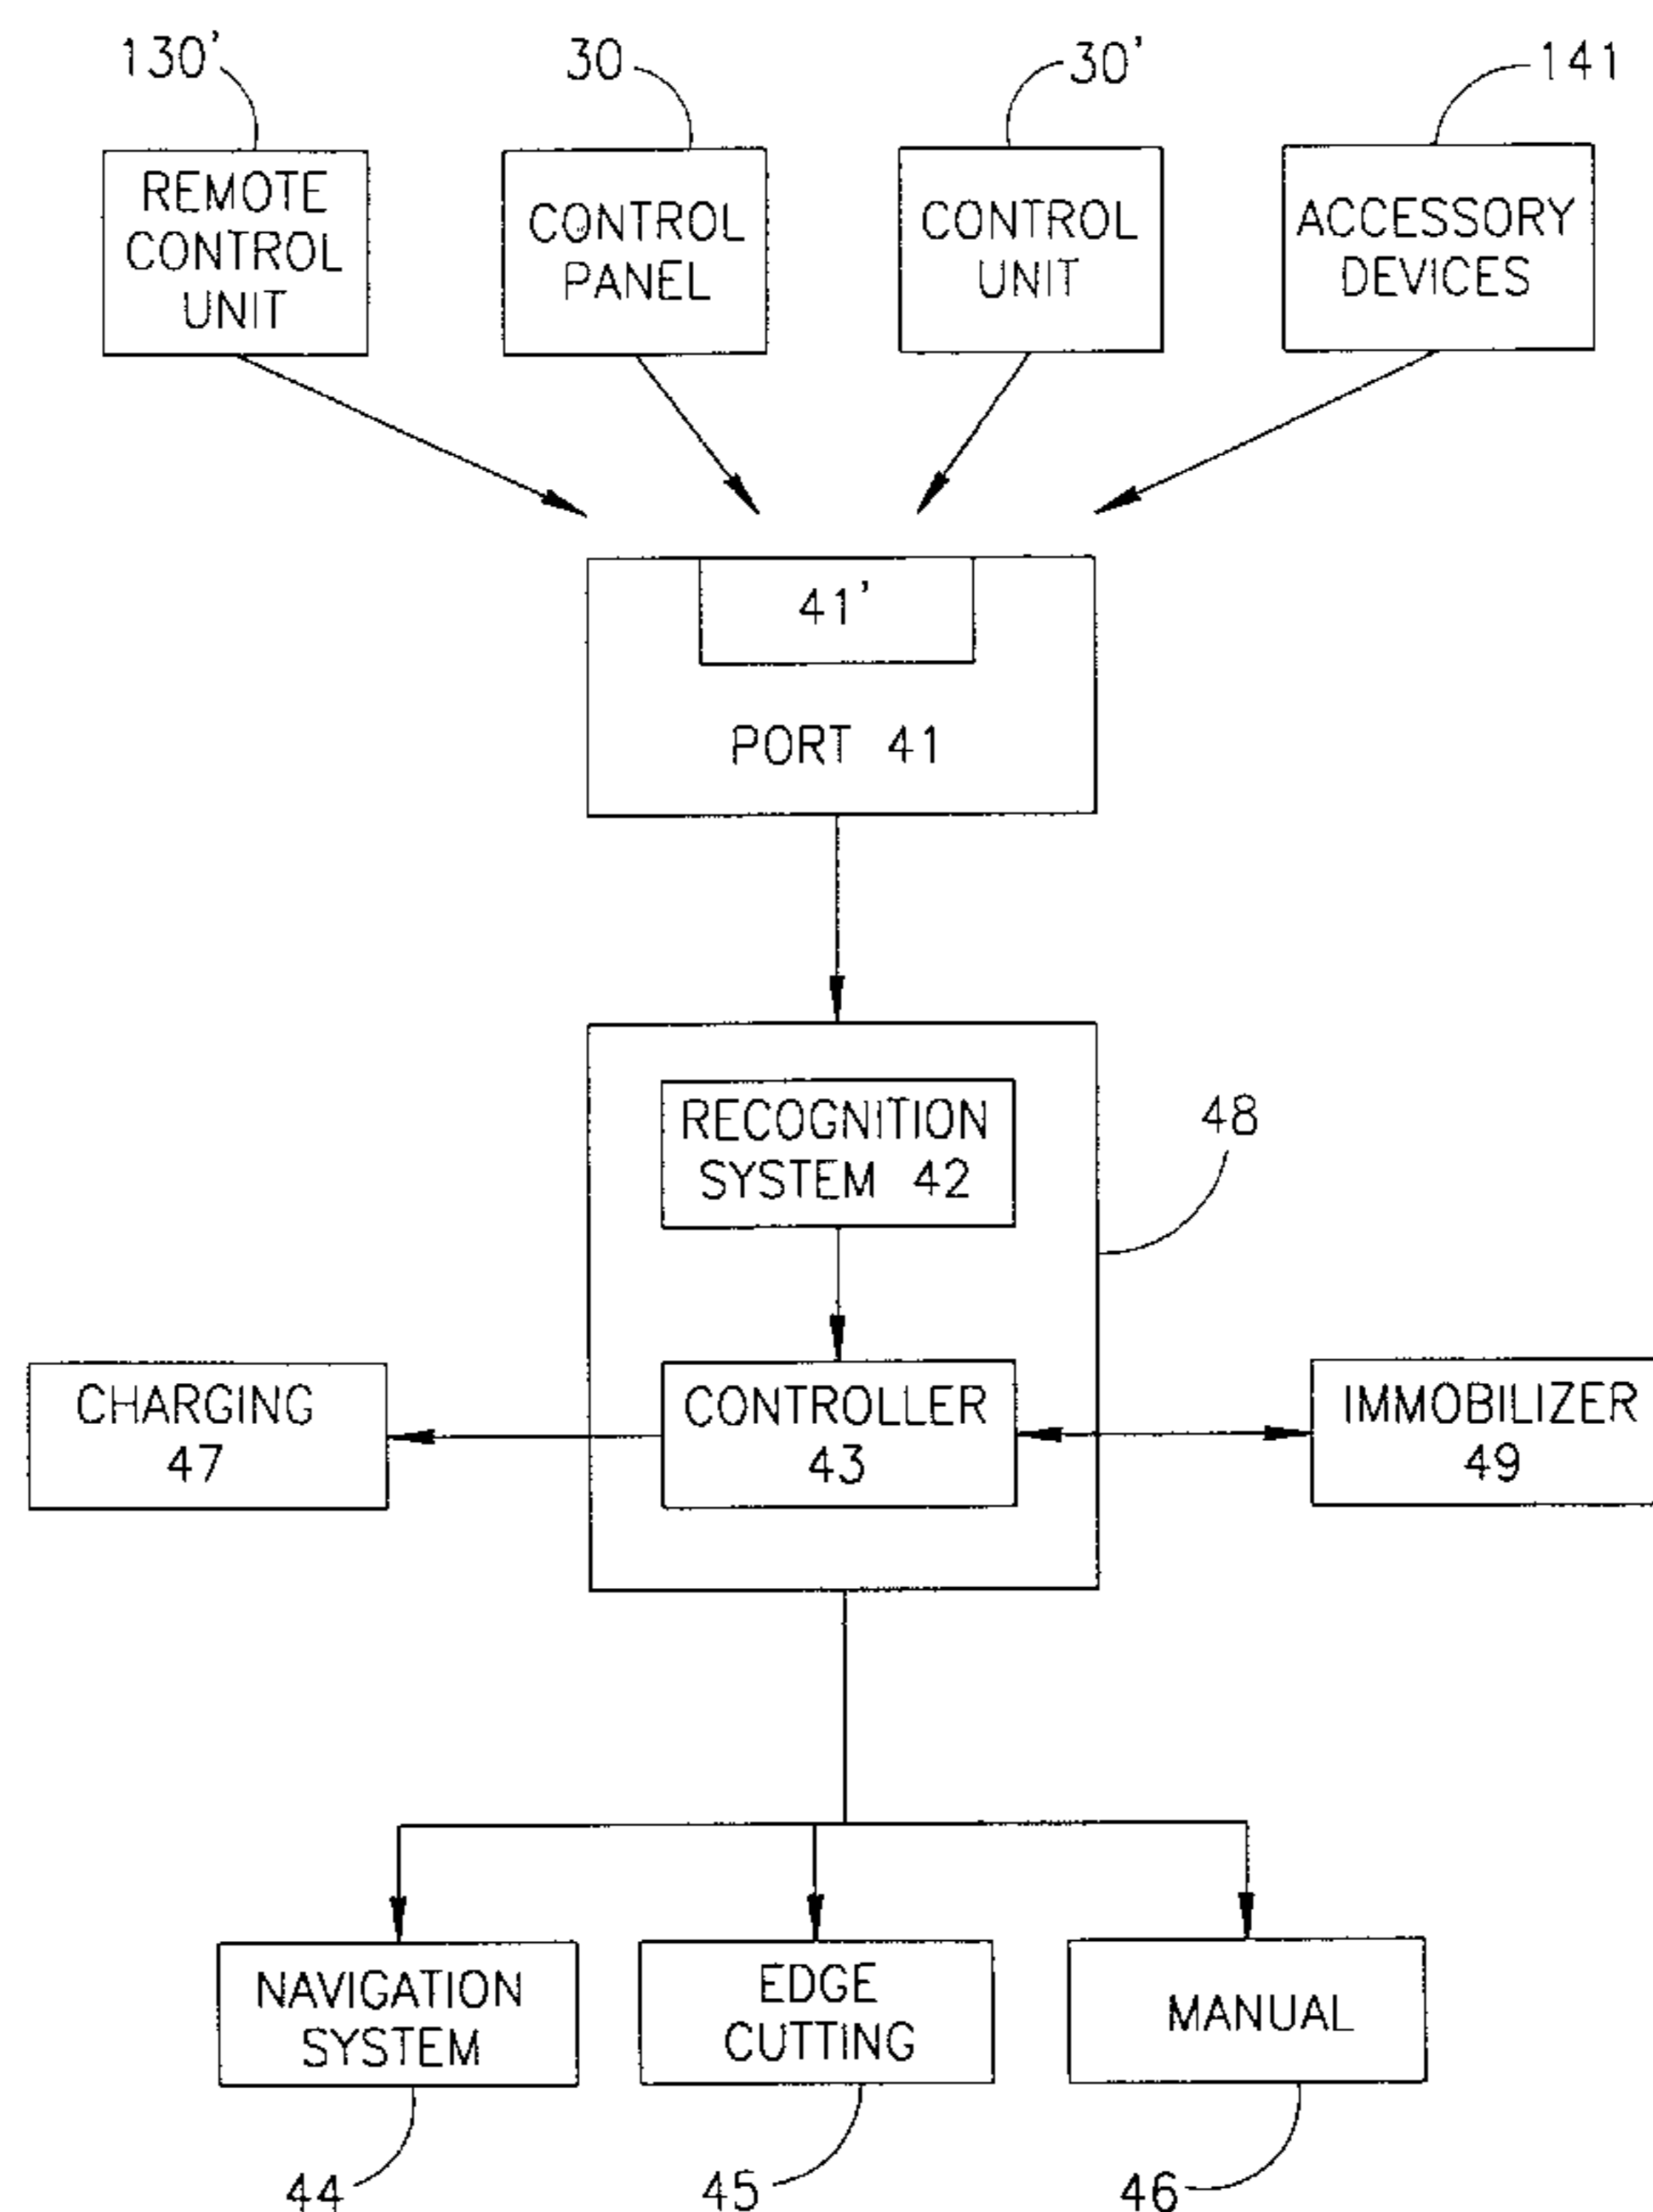 130’
30
30’
141
REMOTE
CONTROL
UNIT
CONTROL
PANEL
CONTROL
UNIT
ACCESSORY
DEVICES
41’
PORT 41
RECOGNITION
SYSTEM 42
48
CHARGING
47
CONTROLLER
43
IMMOBILIZER
49
NAVIGATION
SYSTEM
EDGE
CUTTING
MANUAL
44
45
46